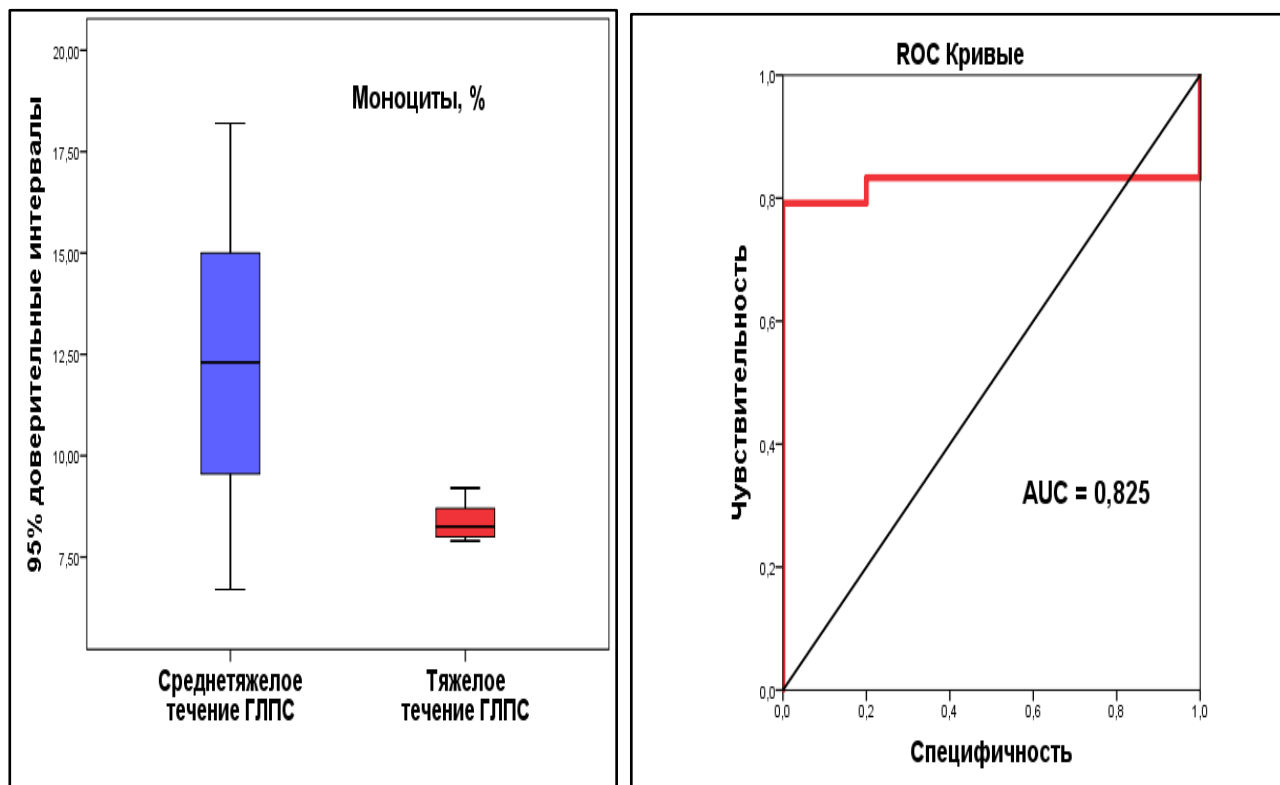 95% доверительные интервалы
20,00
17,50
15,00
12,50
10,00
7,50
Моноциты, %
Среднетяжелое
течение ГЛПС
Тяжелое
течение ГЛПС
ROC Кривые
Чувствительность
1,0
0,8
0,6
0,4
0,2
0,0
AUC = 0,825
0,0 0,2 0,4 0,6 0,8 1,0
Специфичность